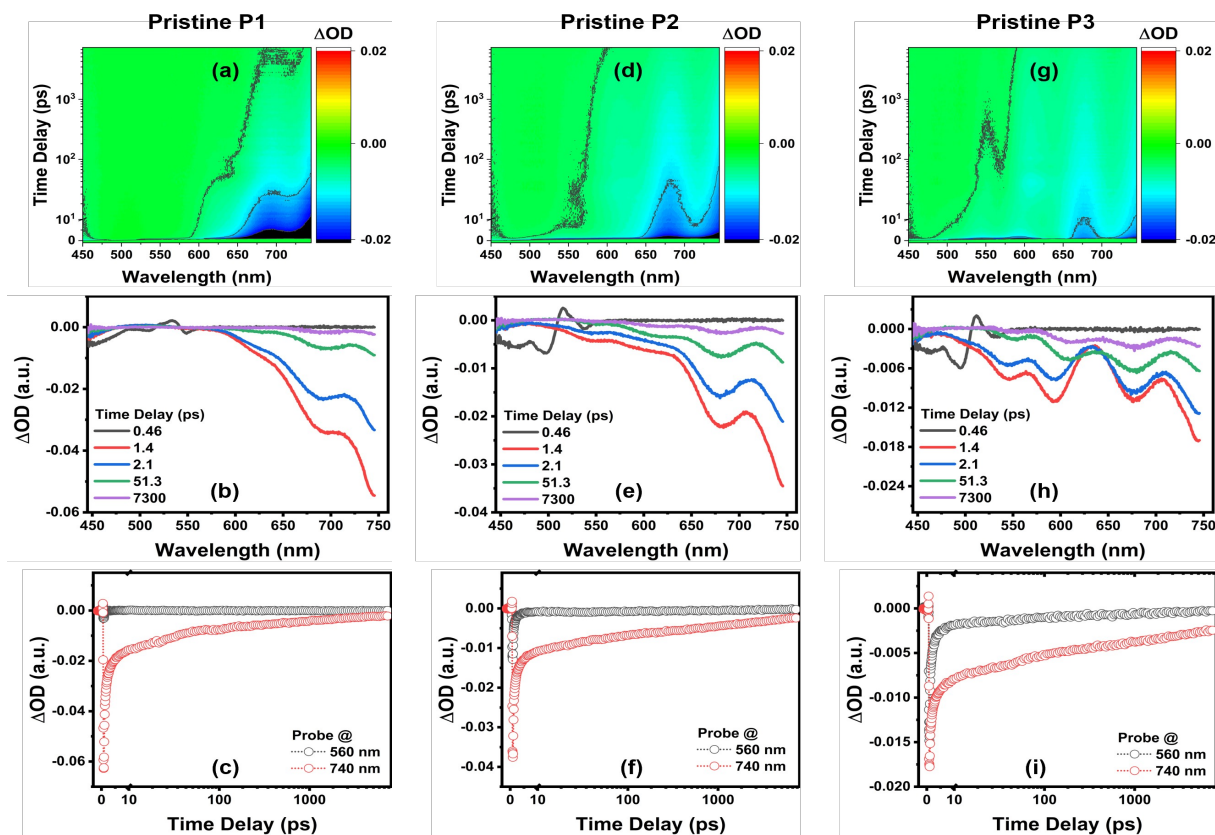 Pristine P1
Pristine P2
Pristine P3
ΔOD
0.02
0.00
-0.02
(a)
Time Delay (ps)
10³
10²
10¹
0
450 500 550 600 650 700
Wavelength (nm)
ΔOD
0.02
0.00
-0.02
(d)
10³
10²
10¹
0
450 500 550 600 650 700
Wavelength (nm)
ΔOD
0.02
0.00
-0.02
(g)
Time Delay (ps)
10³
10²
10¹
0
450 500 550 600 650 700
Wavelength (nm)
0.00
-0.02
-0.04
-0.06
ΔOD (a.u.)
Time Delay (ps)
0.46
1.4
2.1
51.3
7300
(b)
450 500 550 600 650 700 750
Wavelength (nm)
0.00
-0.01
-0.02
-0.03
-0.04
ΔOD (a.u.)
Time Delay (ps)
0.46
1.4
2.1
51.3
7300
(e)
450 500 550 600 650 700 750
Wavelength (nm)
0.000
-0.006
-0.012
-0.018
-0.024
ΔOD (a.u.)
Time Delay (ps)
0.46
1.4
2.1
51.3
7300
(h)
450 500 550 600 650 700 750
Wavelength (nm)
0.00
-0.02
-0.04
-0.06
ΔOD (a.u.)
Probe @
560 nm
740 nm
(c)
0 10 100 1000
Time Delay (ps)
0.00
-0.01
-0.02
-0.03
-0.04
ΔOD (a.u.)
Probe @
560 nm
740 nm
(f)
0 10 100 1000
Time Delay (ps)
0.000
-0.005
-0.010
-0.015
-0.020
ΔOD (a.u.)
Probe @
560 nm
740 nm
(i)
0 10 100 1000
Time Delay (ps)